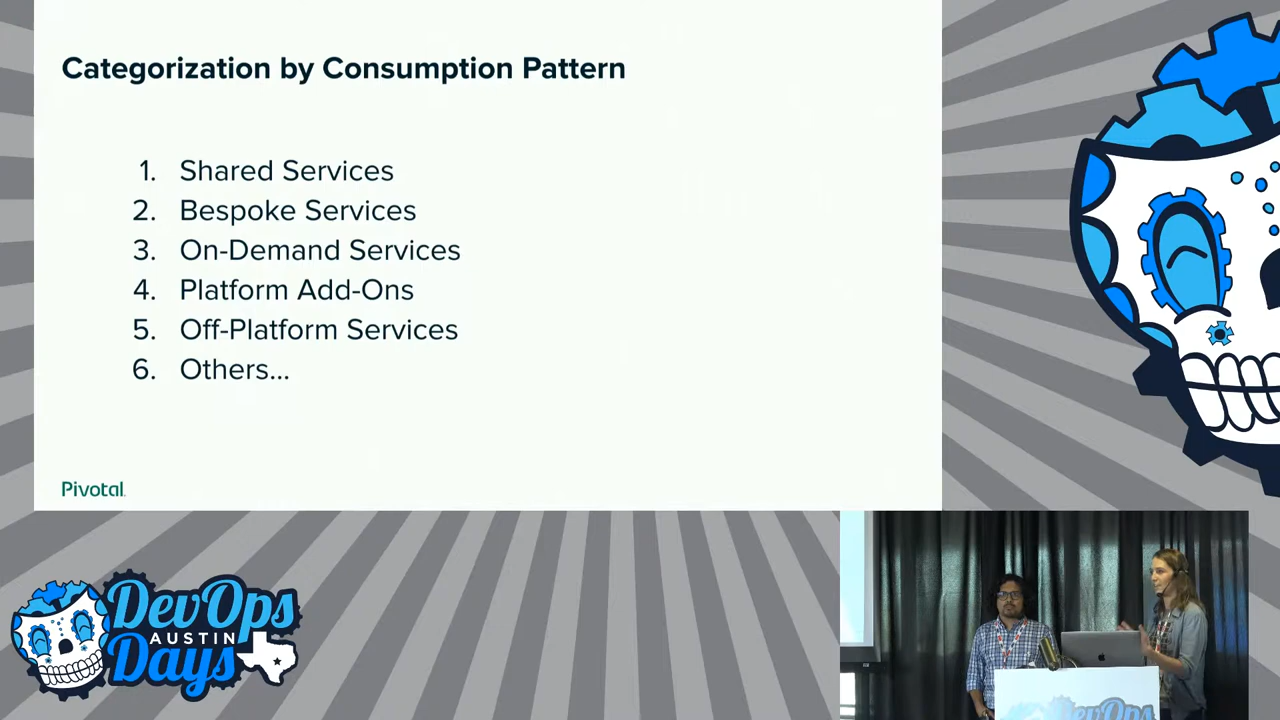 Categorization by Consumption Pattern
1. Shared Services
2. Bespoke Services
3. On-Demand Services
4. Platform Add-Ons
5. Off-Platform Services
6. Others...
Pivotal
DevOps
AUSTIN
Days
DevOps